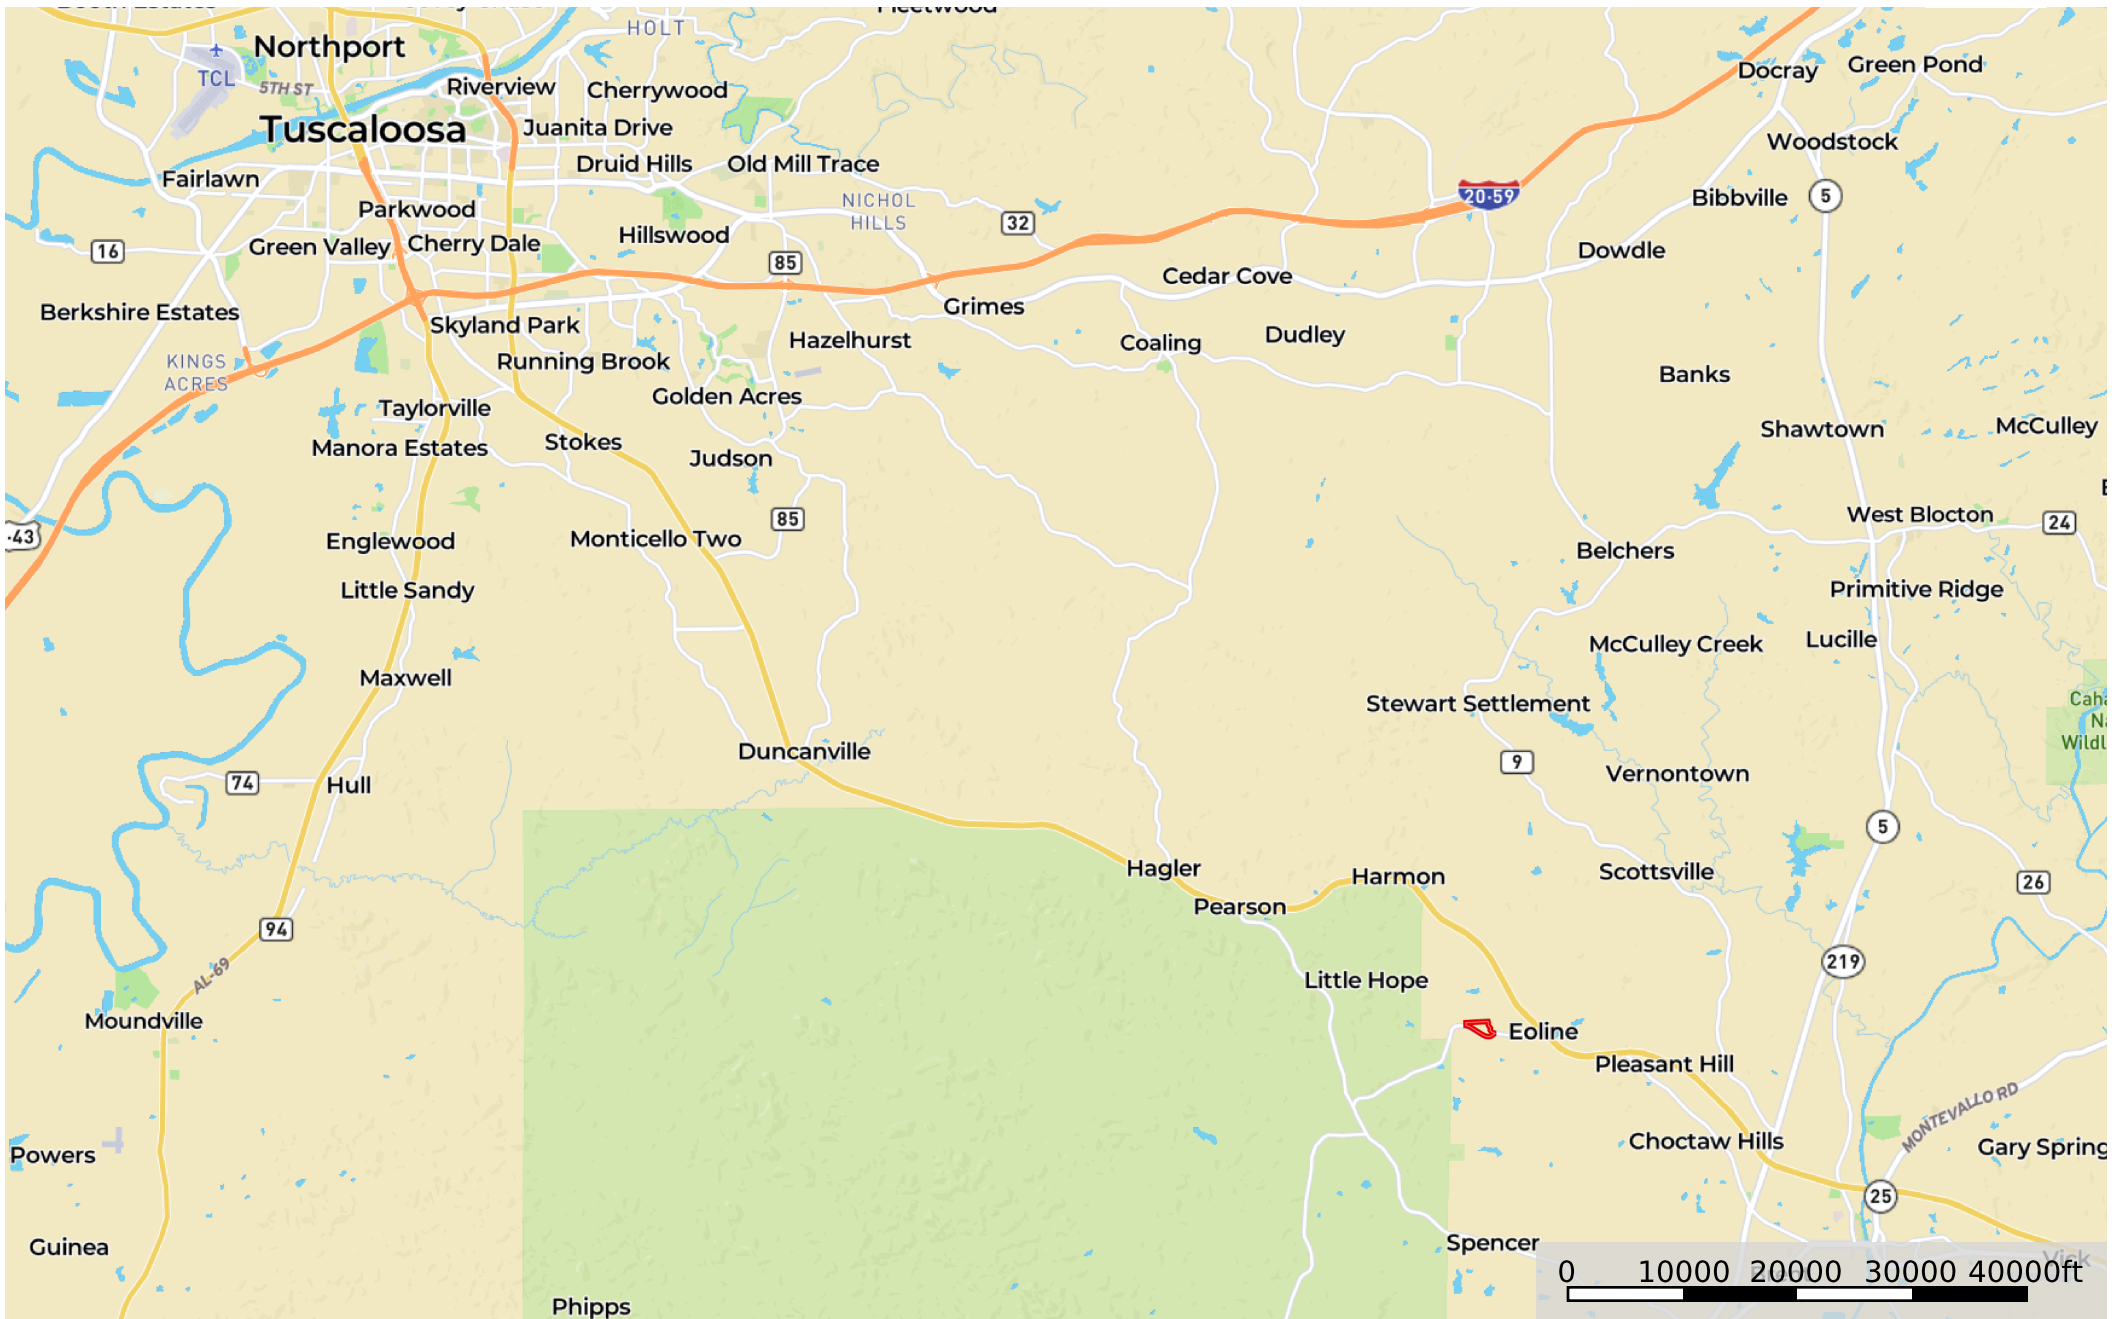 HOLT
Northport
TCL
5TH ST
Riverview
Cherrywood
Docray
Green Pond
Tuscaloosa
Juanita Drive
Woodstock
Druid Hills
Old Mill Trace
Fairlawn
20-59
Bibbville
5
Parkwood
NICHOL
HILLS
32
16
Green Valley
Cherry Dale
Hillswood
85
Dowdle
Cedar Cove
Berkshire Estates
Grimes
Skyland Park
Hazelhurst
Coaling
Dudley
KINGS
ACRES
Running Brook
Banks
Golden Acres
Taylorville
Shawtown
McCulley
Manora Estates
Stokes
Judson
43
85
West Blocton
24
Englewood
Monticello Two
Belchers
Little Sandy
Primitive Ridge
McCulley Creek
Lucille
Maxwell
Stewart Settlement
Duncanville
9
Vernontown
74
Hull
5
Hagler
Harmon
Scottsville
26
Pearson
94
219
AL-69
Little Hope
Moundville
Eoline
Pleasant Hill
MONTEVALLO RD
Choctaw Hills
Powers
Gary Spring
25
Guinea
Spencer
Vick
0 10000 20000 30000 40000ft
Phipps